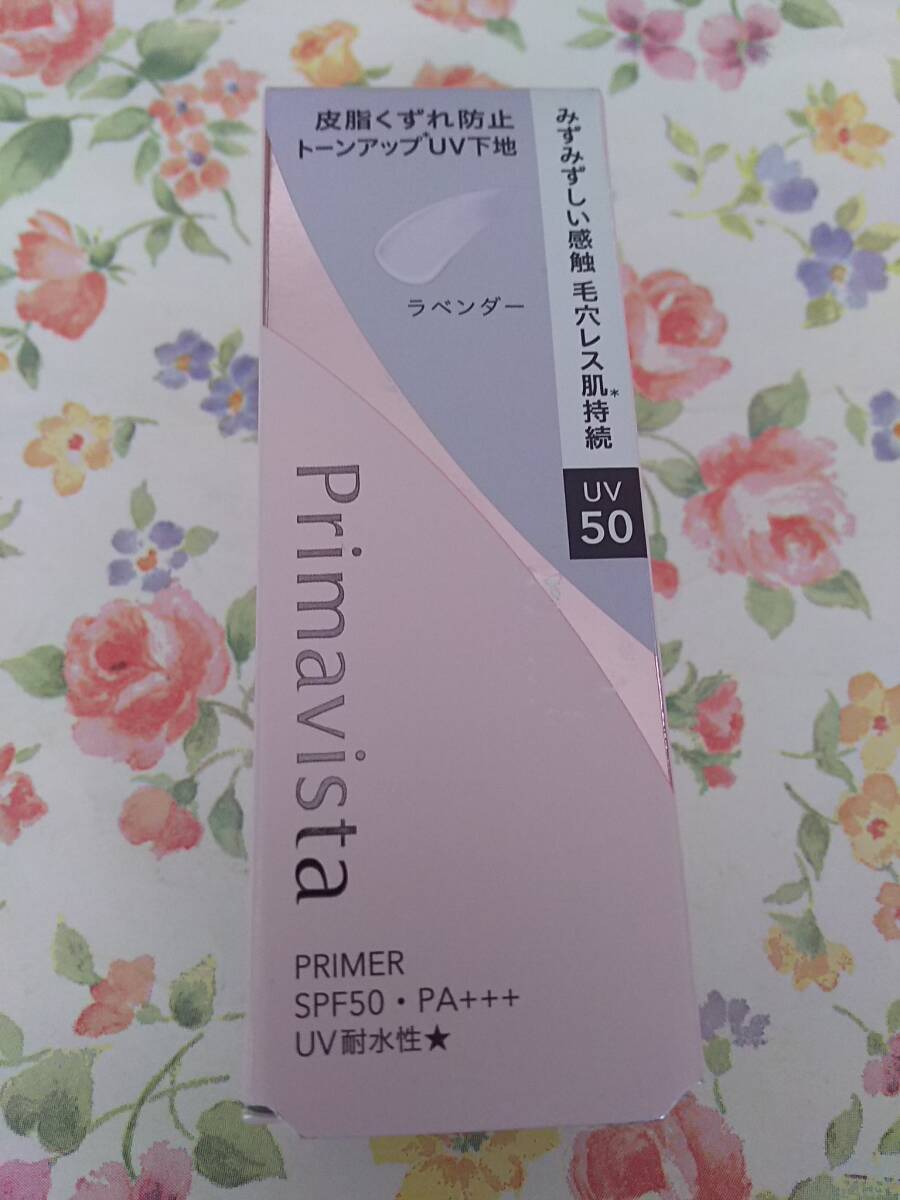 皮脂くずれ防止
トーンアップ*UV下地
ラベンダー
みずみずしい感触 毛穴レス肌*持続
UV
50
Primavista
PRIMER
SPF50・PA+++
UV耐水性★